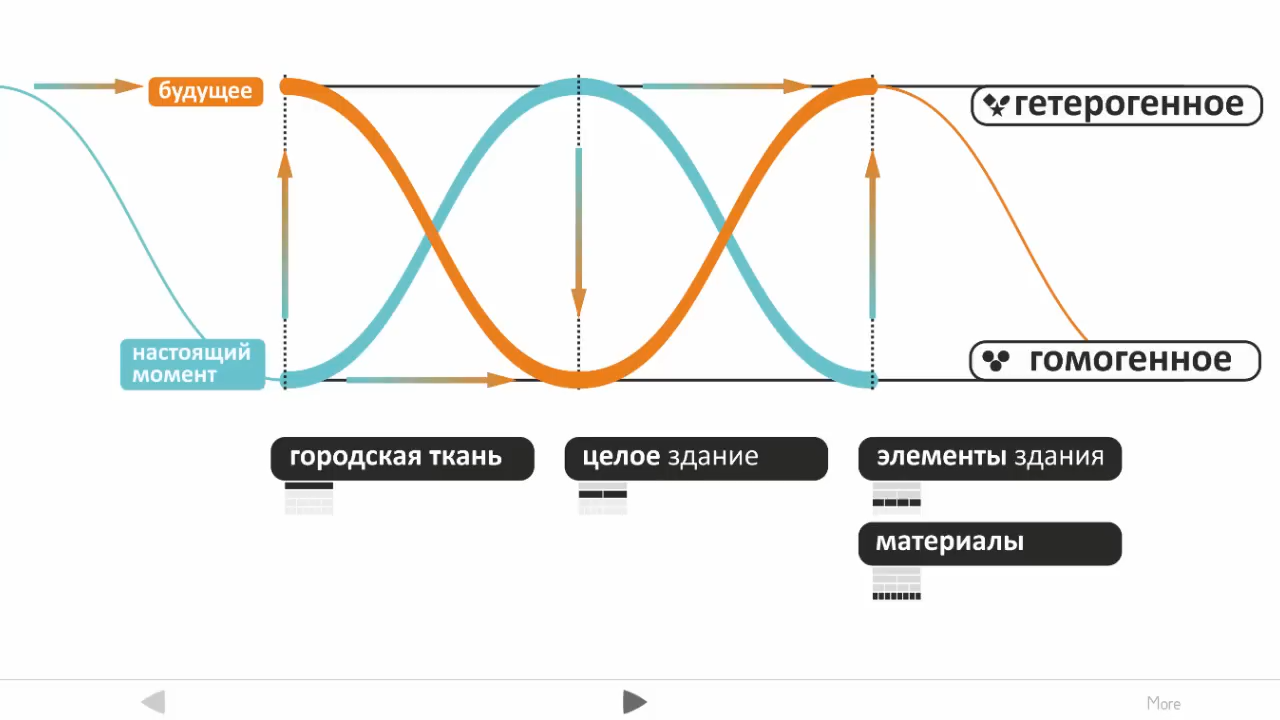 будущее
гетерогенное
настоящий
момент
гомогенное
городская ткань
целое здание
элементы здания
материалы
More